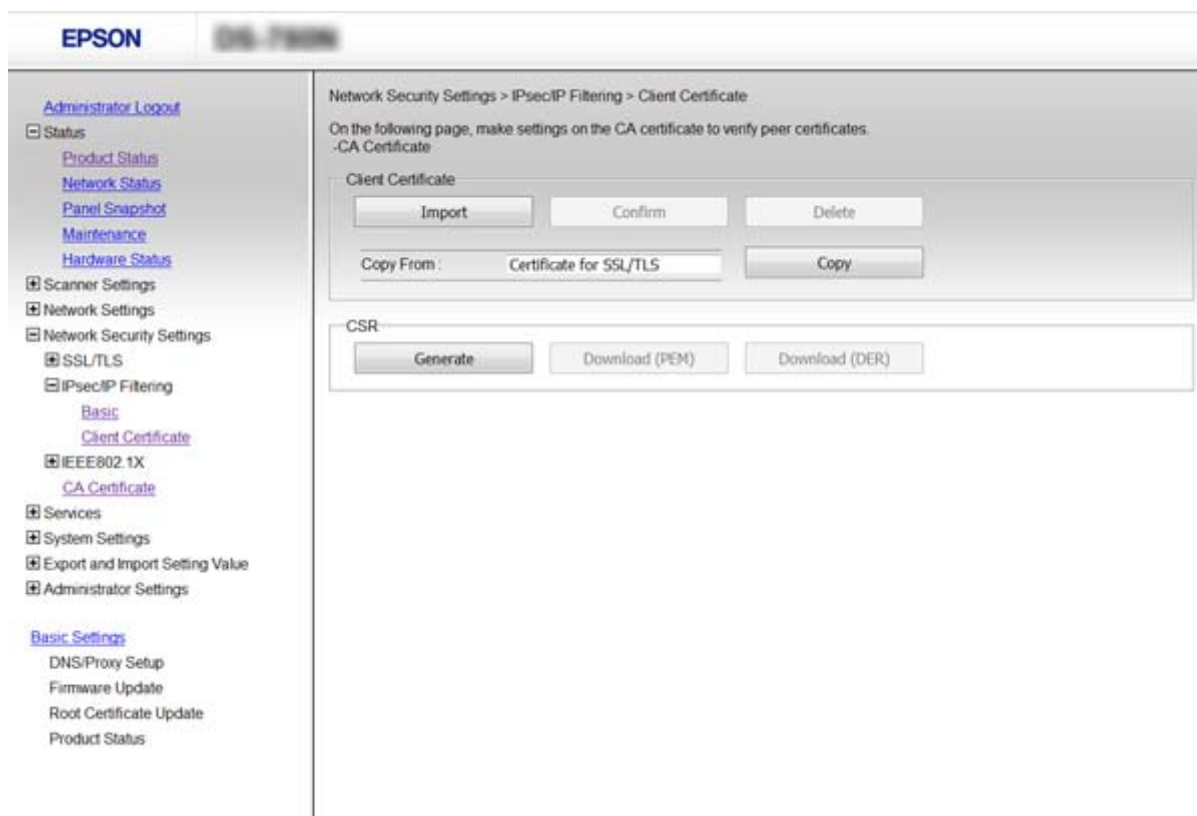 EPSON
Administrator Logout
Status
Product Status
Network Status
Panel Snapshot
Maintenance
Hardware Status
Scanner Settings
Network Settings
Network Security Settings
SSL/TLS
IPsec/IP Filtering
Basic
Client Certificate
IEEE802.1X
CA Certificate
Services
System Settings
Export and Import Setting Value
Administrator Settings
Basic Settings
DNS/Proxy Setup
Firmware Update
Root Certificate Update
Product Status
Network Security Settings > IPsec/IP Filtering > Client Certificate
On the following page, make settings on the CA certificate to verify peer certificates.
-CA Certificate
Client Certificate
Import Confirm Delete
Copy From : Certificate for SSL/TLS Copy
CSR
Generate Download (PEM) Download (DER)